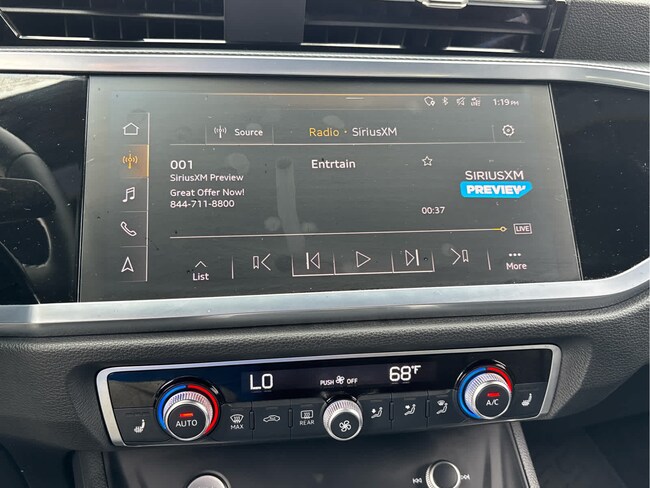 1:19 PM
Source
Radio · SiriusXM
001
Entrtain
SiriusXM Preview
Great Offer Now!
844-711-8800
SIRIUSXM
PREVIEW
00:37
LIVE
List
More
LO
PUSH OFF
68°F
AUTO
MAX
REAR
A/C